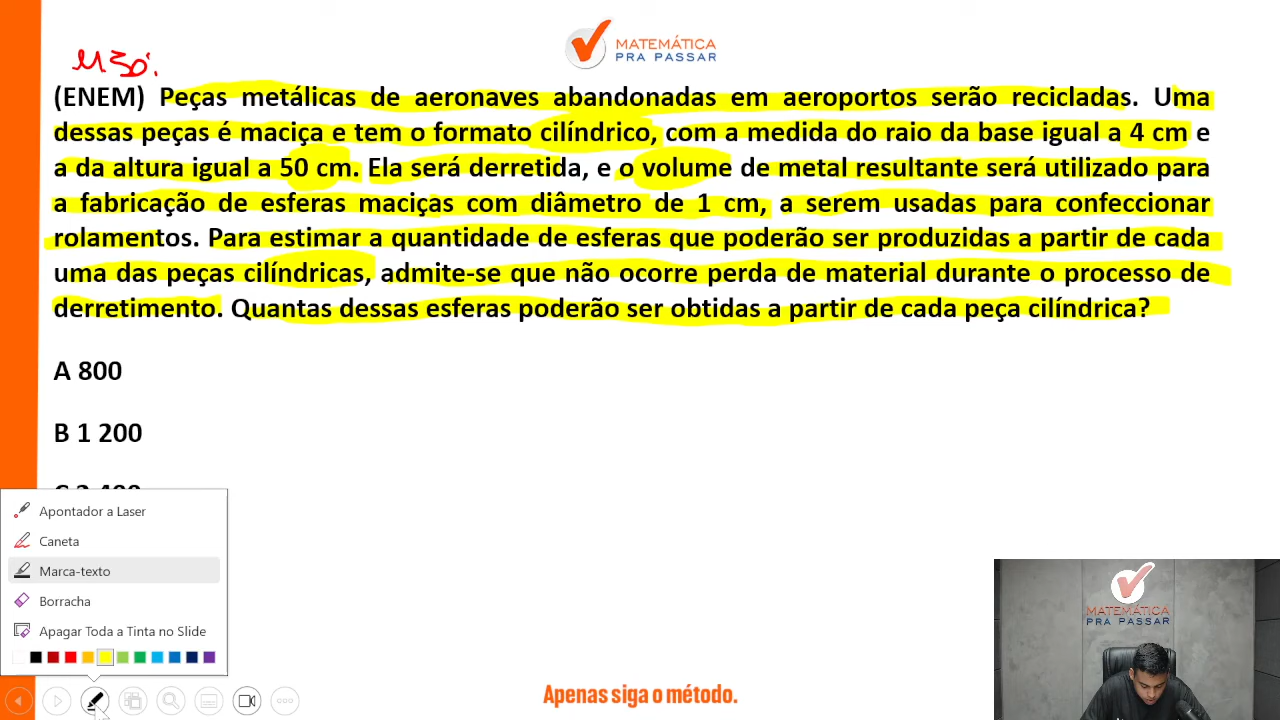 MATEMÁTICA
PRA PASSAR
(ENEM) Peças metálicas de aeronaves abandonadas em aeroportos serão recicladas. Uma
dessas peças é maciça e tem o formato cilíndrico, com a medida do raio da base igual a 4 cm e
a da altura igual a 50 cm. Ela será derretida, e o volume de metal resultante será utilizado para
a fabricação de esferas maciças com diâmetro de 1 cm, a serem usadas para confeccionar
rolamentos. Para estimar a quantidade de esferas que poderão ser produzidas a partir de cada
uma das peças cilíndricas, admite-se que não ocorre perda de material durante o processo de
derretimento. Quantas dessas esferas poderão ser obtidas a partir de cada peça cilíndrica?
A 800
B 1 200
C 2 400
Apontador a Laser
Caneta
Marca-texto
Borracha
Apagar Toda a Tinta no Slide
MATEMÁTICA
PRA PASSAR
Apenas siga o método.